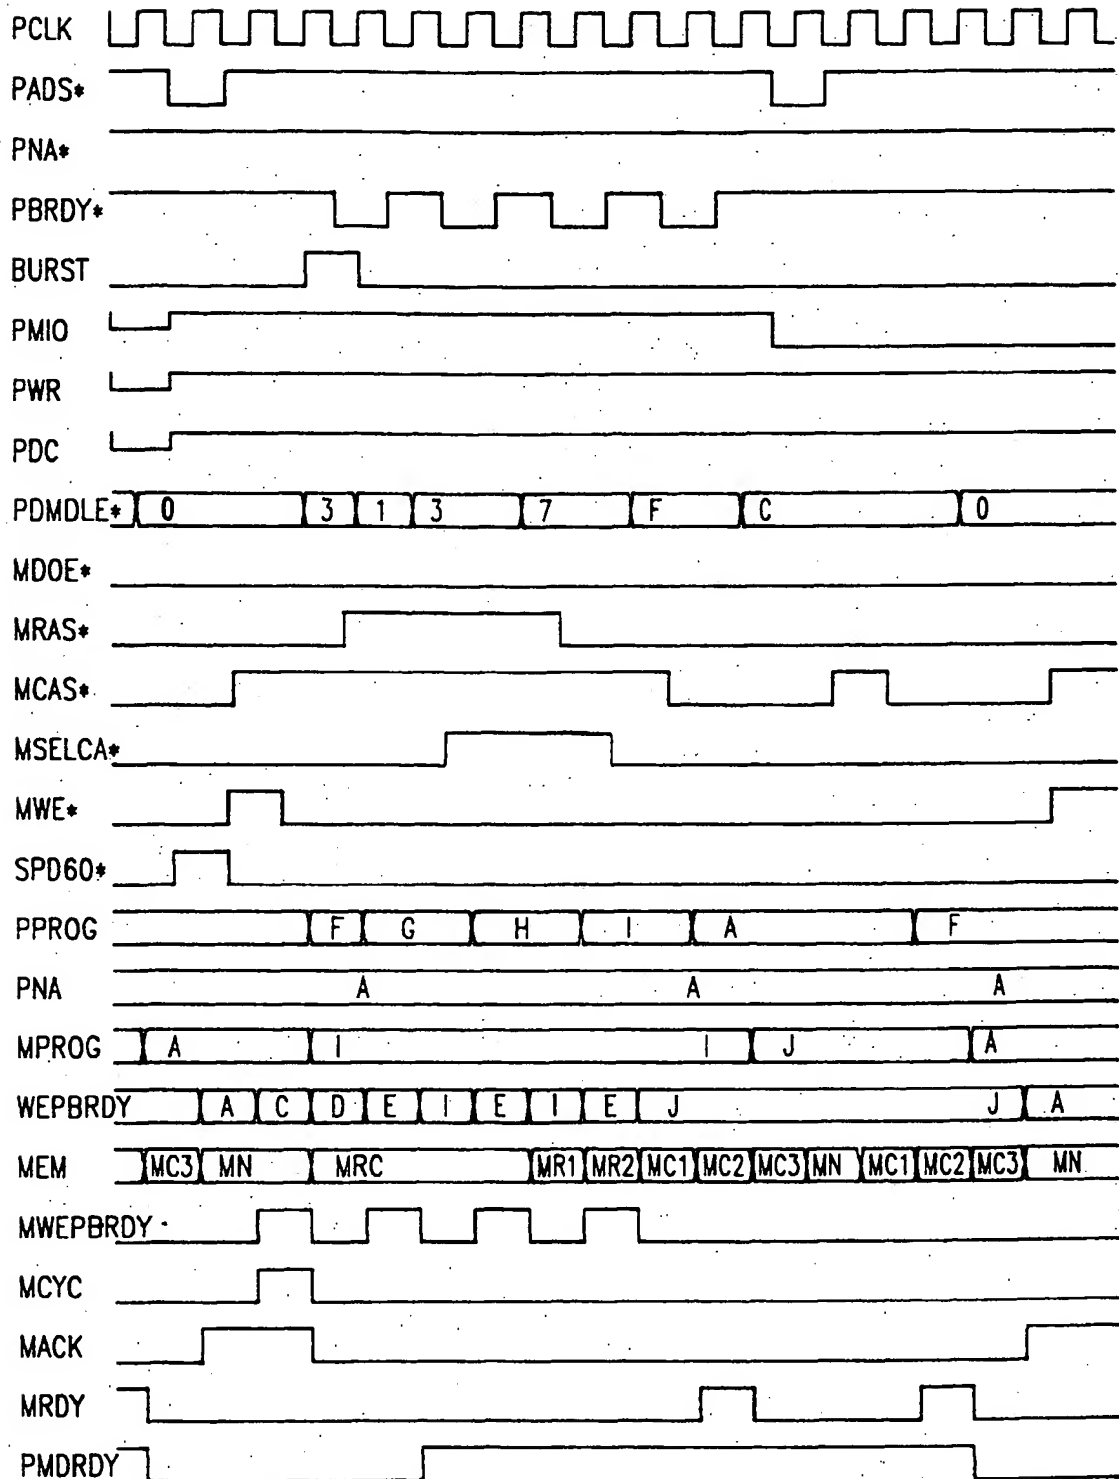 PCLK
PADS*
PNA*
PBRDY*
BURST
PMIO
PWR
PDC
PDMDLE* 0 3 1 3 7 F C 0
MDOE*
MRAS*
MCAS*
MSELCA*
MWE*
SPD60*
PPROG F G H I A F
PNA A A A
MPROG A I I J A
WEPBRDY A C D E I E I E J J A
MEM MC3 MN MRC MR1 MR2 MC1 MC2 MC3 MN MC1 MC2 MC3 MN
MWEPBRDY
MCYC
MACK
MRDY
PMDRDY